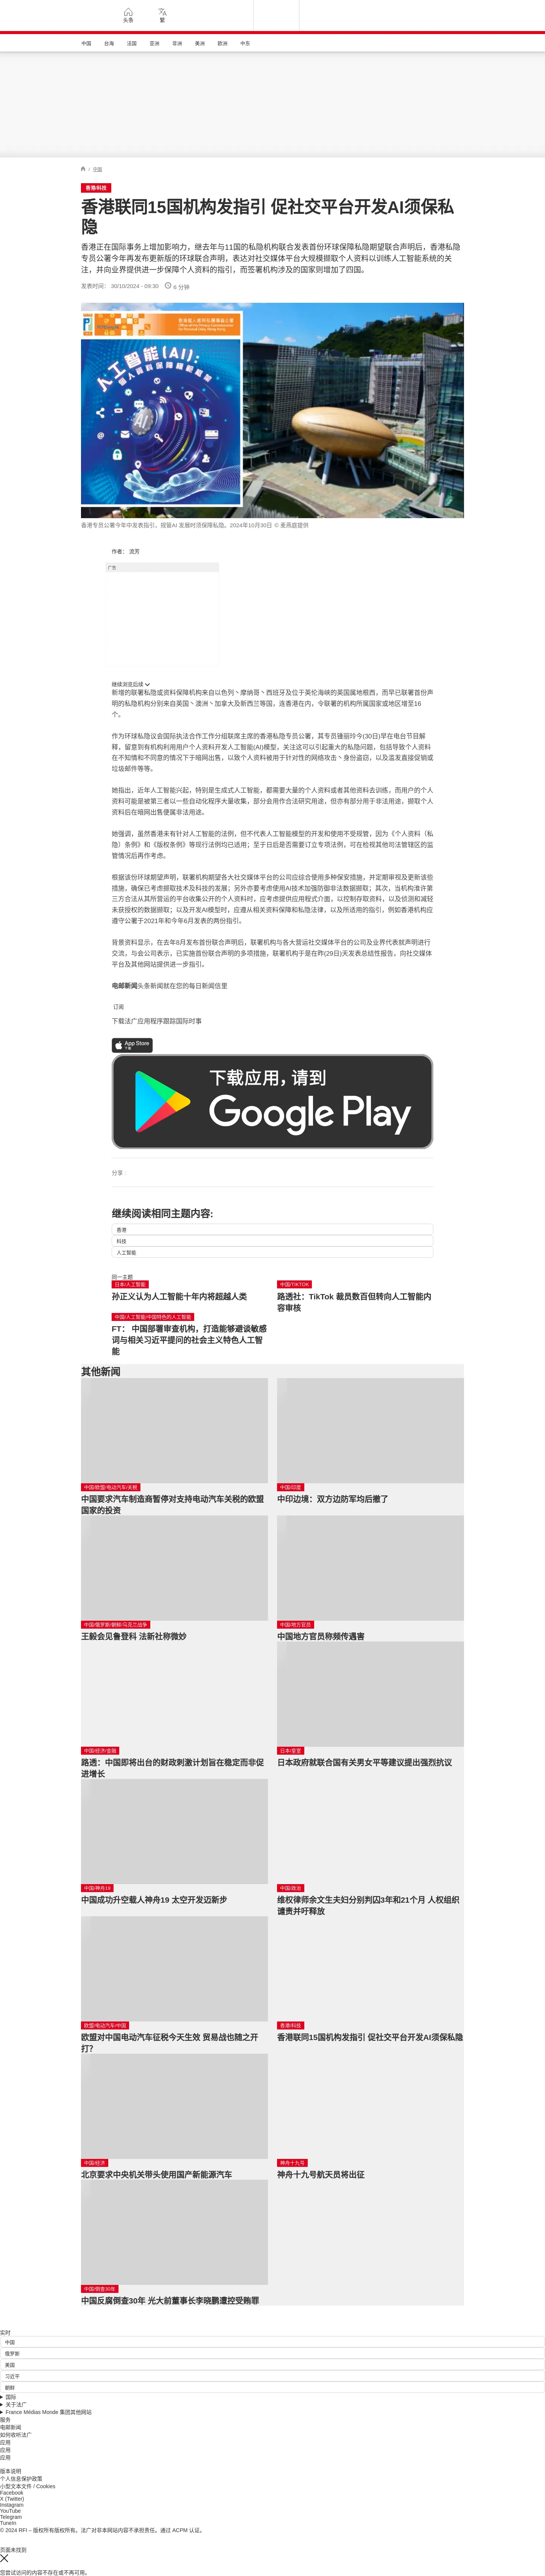 头条
繁
中国
台海
法国
亚洲
非洲
美洲
欧洲
中东
/ 中国
香港/科技
香港联同15国机构发指引 促社交平台开发AI须保私
隐
香港正在国际事务上增加影响力，继去年与11国的私隐机构联合发表首份环球保障私隐期望联合声明后，香港私隐
专员公署今年再发布更新版的环球联合声明，表达对社交媒体平台大规模撷取个人资料以训练人工智能系统的关
注，并向业界提供进一步保障个人资料的指引，而签署机构涉及的国家则增加了四国。
发表时间： 30/10/2024 - 09:30
6 分钟
人工智能(AI):
香港专员公署今年中发表指引，规管AI 发展时须保障私隐。2024年10月30日 © 麦燕庭提供
作者： 流芳
广告
继续浏览后续
新增的联署私隐或资料保障机构来自以色列丶摩纳哥丶西班牙及位于英伦海峡的英国属地根西，而早已联署首份声
明的私隐机构分别来自英国丶澳洲丶加拿大及新西兰等国，连香港在内，令联署的机构所属国家或地区增至16
个。
作为环球私隐议会国际执法合作工作分组联席主席的香港私隐专员公署，其专员锺丽玲今(30日)早在电台节目解
释，留意到有机构利用用户个人资料开发人工智能(AI)模型，关注这可以引起重大的私隐问题，包括导致个人资料
在不知情和不同意的情况下于暗网出售，以致个人资料被用于针对性的网络攻击丶身份盗窃，以及滥发直接促销或
垃圾邮件等等。
她指出，近年人工智能兴起，特别是生成式人工智能，都需要大量的个人资料或者其他资料去训练，而用户的个人
资料可能是被第三者以一些自动化程序大量收集，部分会用作合法研究用途，但亦有部分用于非法用途，撷取个人
资料后在暗网出售便属非法用途。
她强调，虽然香港未有针对人工智能的法例，但不代表人工智能模型的开发和使用不受规管，因为《个人资料（私
隐）条例》和《版权条例》等现行法例均已适用；至于日后是否需要订立专项法例，可在检视其他司法管辖区的监
管情况后再作考虑。
根据该份环球期望声明，联署机构期望各大社交媒体平台的公司应综合使用多种保安措施，并定期审视及更新该些
措施，确保已考虑撷取技术及科技的发展；另外亦要考虑使用AI技术加强防御非法数据撷取；其次，当机构准许第
三方合法从其所营运的平台收集公开的个人资料时，应考虑提供应用程式介面，以控制存取资料，以及侦测和减轻
未获授权的数据撷取；以及开发AI模型时，应遵从相关资料保障和私隐法律，以及所适用的指引，例如香港机构应
遵守公署于2021年和今年6月发表的两份指引。
背景资料显示，在去年8月发布首份联合声明后，联署机构与各大营运社交媒体平台的公司及业界代表就声明进行
交流，与会公司表示，已实施首份联合声明的多项措施，联署机构于是在昨(29日)天发表总结性报告，向社交媒体
平台及其他网站提供进一步指引。
电邮新闻头条新闻就在您的每日新闻信里
订阅
下载法广应用程序跟踪国际时事
App Store
下载应用，请到
Google Play
分享 :
继续阅读相同主题内容:
香港
科技
人工智能
同一主题
日本/人工智能
孙正义认为人工智能十年内将超越人类
中国/TIKTOK
路透社：TikTok 裁员数百但转向人工智能内
容审核
中国/人工智能/中国特色的人工智能
FT： 中国部署审查机构，打造能够避谈敏感
词与相关习近平提问的社会主义特色人工智
能
其他新闻
中国/欧盟/电动汽车/关税
中国要求汽车制造商暂停对支持电动汽车关税的欧盟
国家的投资
中国/印度
中印边境：双方边防军均后撤了
中国/俄罗斯/朝鲜/乌克兰战争
王毅会见鲁登科 法新社称微妙
中国/地方官员
中国地方官员称频传遇害
中国/经济/金融
路透：中国即将出台的财政刺激计划旨在稳定而非促
进增长
日本/皇室
日本政府就联合国有关男女平等建议提出强烈抗议
中国/神舟19
中国成功升空载人神舟19 太空开发迈新步
中国/政治
维权律师余文生夫妇分别判囚3年和21个月 人权组织
谴责并吁释放
欧盟/电动汽车/中国
欧盟对中国电动汽车征税今天生效 贸易战也随之开
打?
香港/科技
香港联同15国机构发指引 促社交平台开发AI须保私隐
中国/经济
北京要求中央机关带头使用国产新能源汽车
神舟十九号
神舟十九号航天员将出征
中国/倒查30年
中国反腐倒查30年 光大前董事长李晓鹏遭控受贿罪
实时
中国
俄罗斯
美国
习近平
朝鲜
国际
关于法广
France Médias Monde 集团其他网站
服务
电邮新闻
如何收听法广
应用
应用
应用
版本说明
个人信息保护政策
小型文本文件 / Cookies
Facebook
X (Twitter)
Instagram
YouTube
Telegram
TuneIn
© 2024 RFI – 版权所有版权所有。法广对非本网站内容不承担责任。通过 ACPM 认证。
页面未找到
您尝试访问的内容不存在或不再可用。